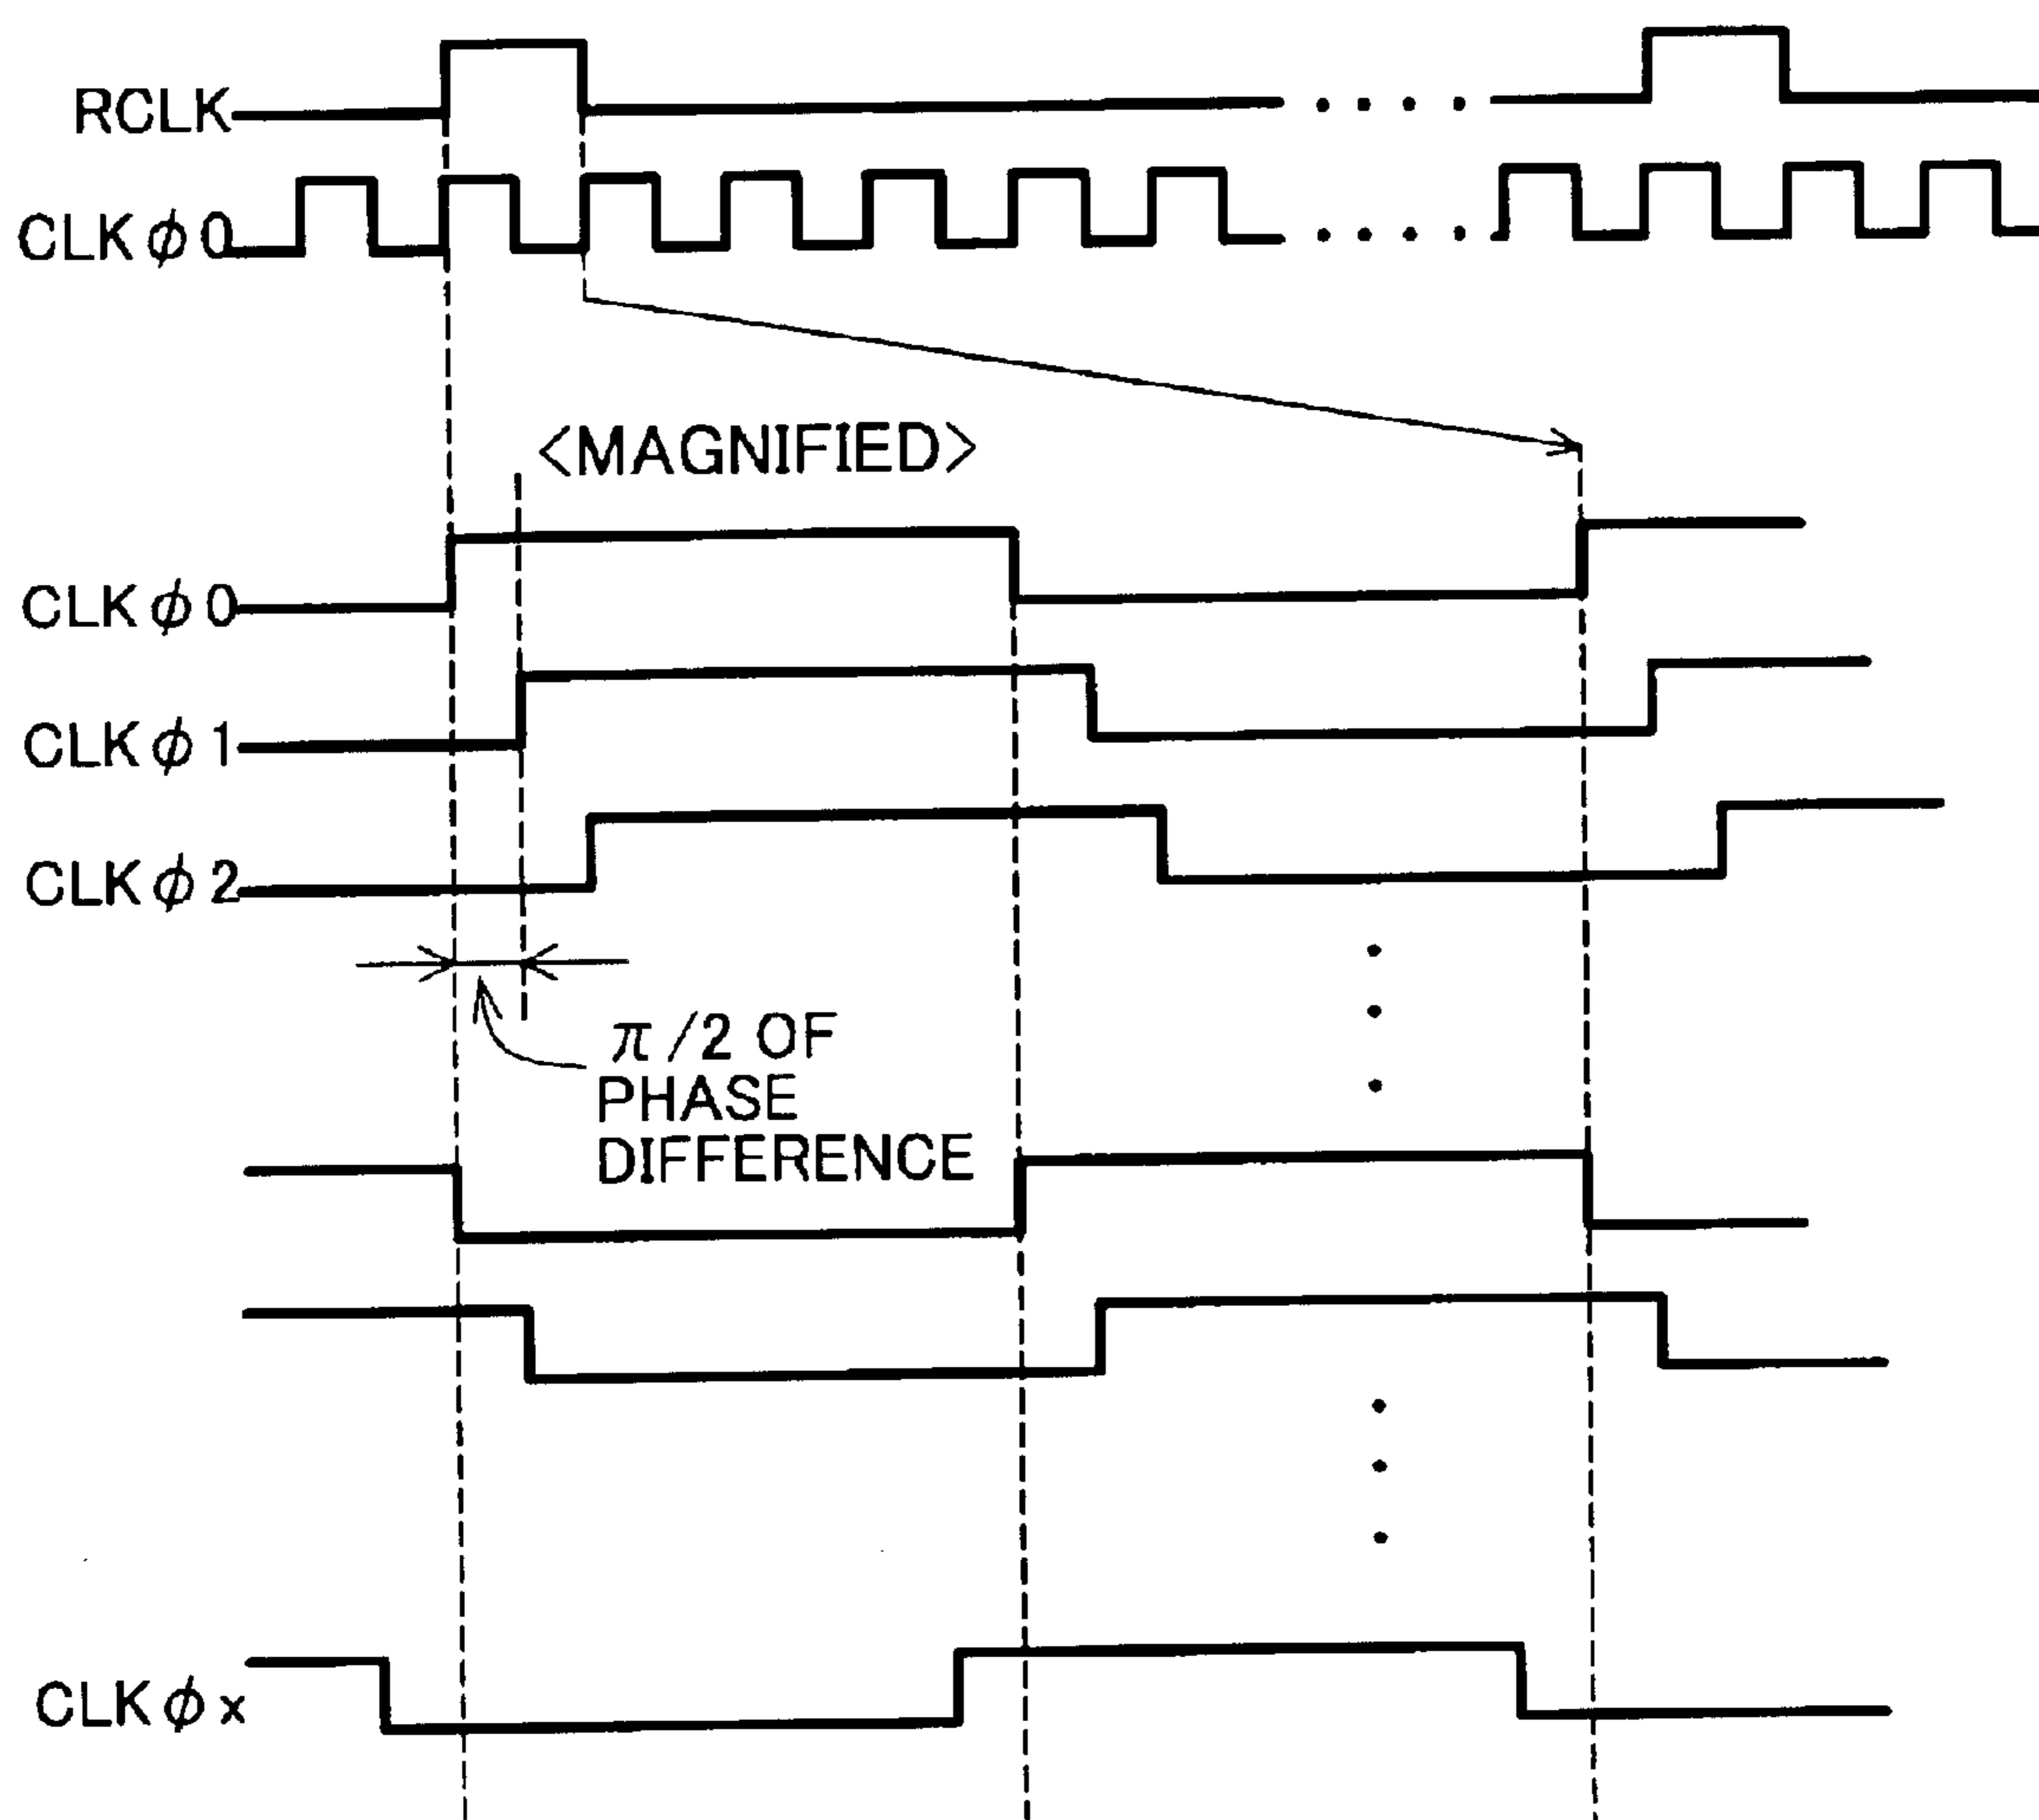 RCLK
CLKϕ0
<MAGNIFIED>
CLKϕ0
CLKϕ1
CLKϕ2
π/2 OF
PHASE
DIFFERENCE
CLKϕx